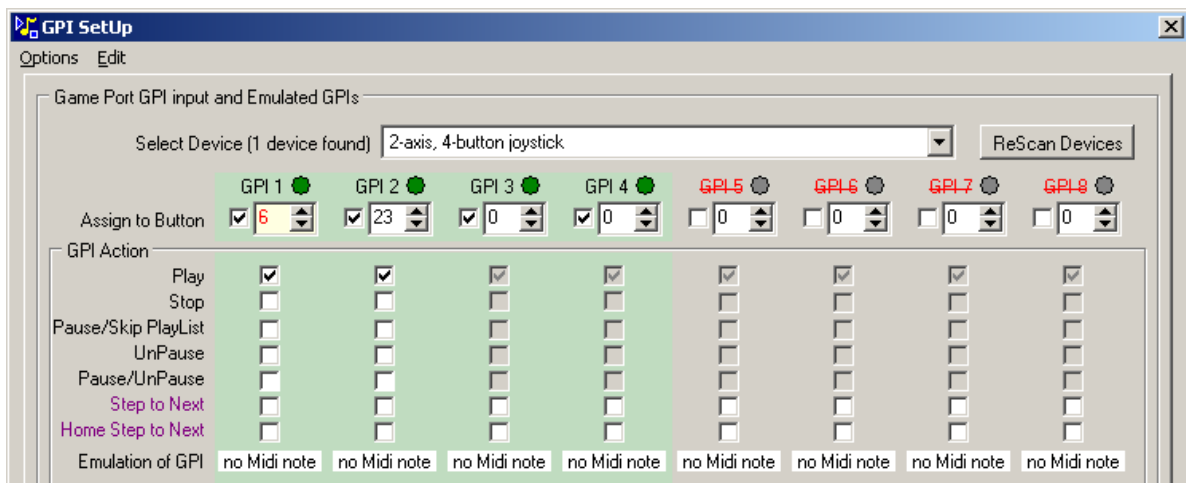 GPI SetUp
Options Edit
Game Port GPI input and Emulated GPIs
Select Device (1 device found) 2-axis, 4-button joystick ReScan Devices
GPI 1 GPI 2 GPI 3 GPI 4 GPI 5 GPI 6 GPI 7 GPI 8
Assign to Button 6 23 0 0 0 0 0 0
GPI Action
Play
Stop
Pause/Skip PlayList
UnPause
Pause/UnPause
Step to Next
Home Step to Next
Emulation of GPI no Midi note no Midi note no Midi note no Midi note no Midi note no Midi note no Midi note no Midi note